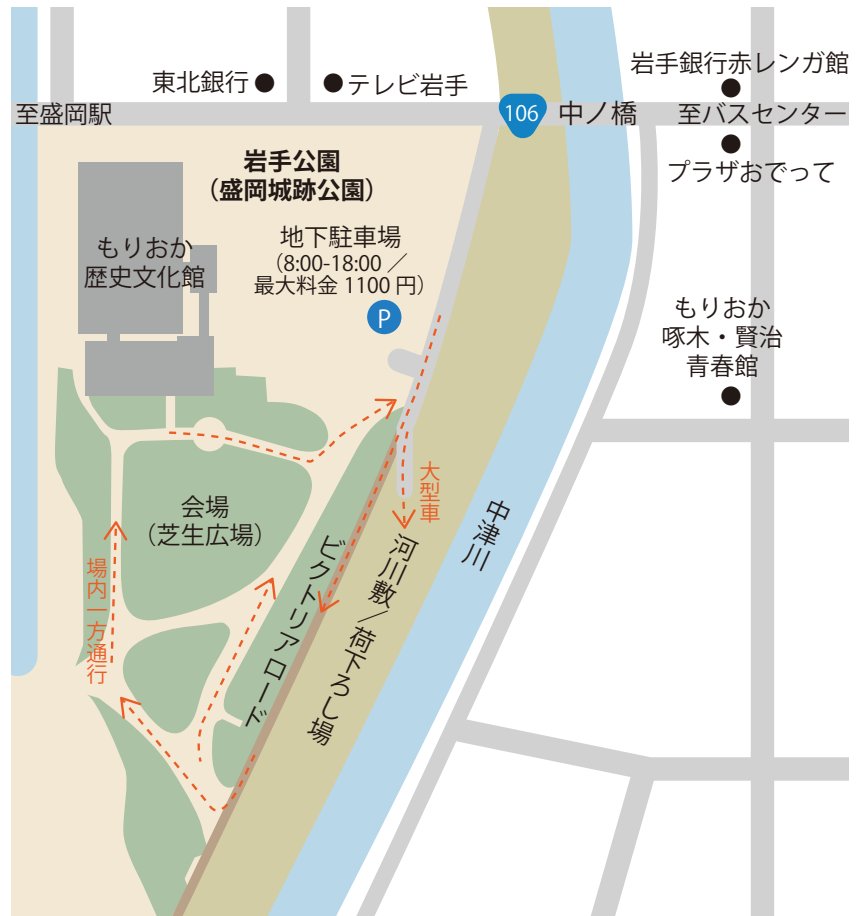 東北銀行
テレビ岩手
岩手銀行赤レンガ館
至盛岡駅
106
中ノ橋
至バスセンター
プラザおでって
岩手公園
（盛岡城跡公園）
もりおか
歴史文化館
地下駐車場
（8:00-18:00 ／
最大料金 1100 円）
P
もりおか
啄木・賢治
青春館
大型車
会場
（芝生広場）
中津川
ビクトリアロード
河川敷／荷下ろし場
場内一方通行